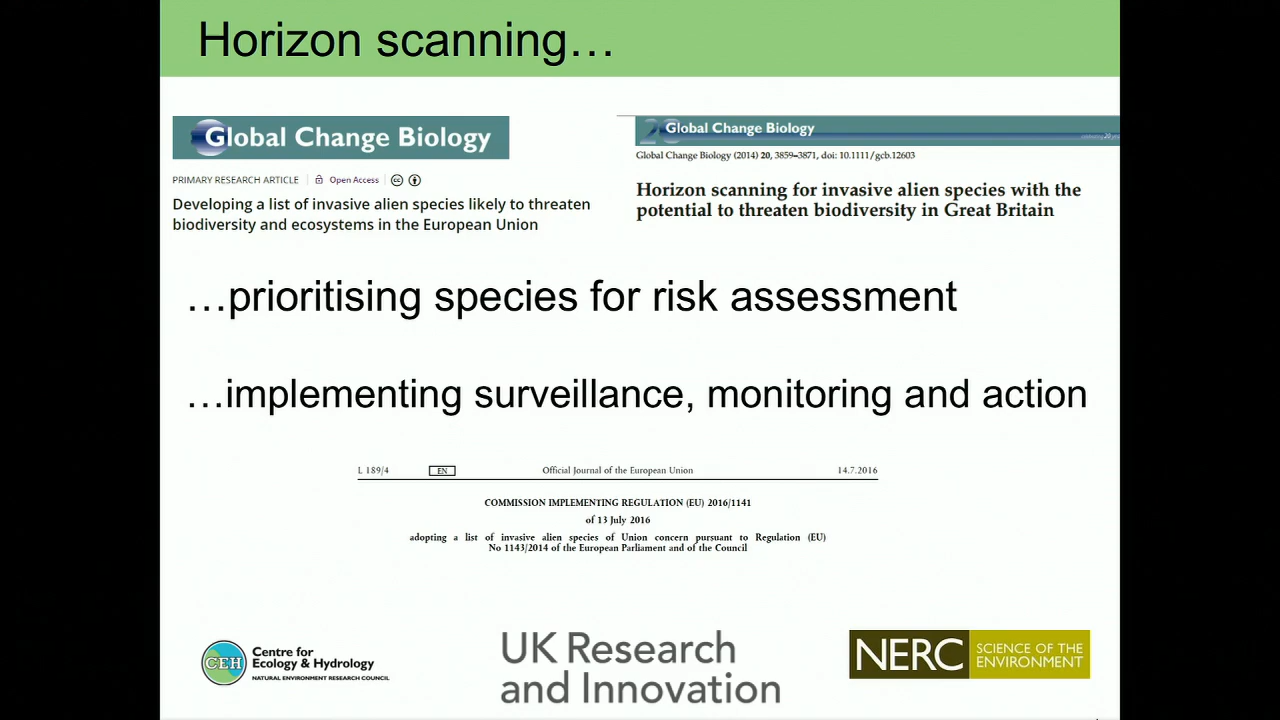 Horizon scanning…
Global Change Biology
PRIMARY RESEARCH ARTICLE Open Access
Developing a list of invasive alien species likely to threaten
biodiversity and ecosystems in the European Union
Global Change Biology
Global Change Biology (2014) 20, 3859–3871, doi: 10.1111/gcb.12603
Horizon scanning for invasive alien species with the
potential to threaten biodiversity in Great Britain
…prioritising species for risk assessment
…implementing surveillance, monitoring and action
L 189/4 EN Official Journal of the European Union 14.7.2016
COMMISSION IMPLEMENTING REGULATION (EU) 2016/1141
of 13 July 2016
adopting a list of invasive alien species of Union concern pursuant to Regulation (EU)
No 1143/2014 of the European Parliament and of the Council
CEH
Centre for
Ecology & Hydrology
NATURAL ENVIRONMENT RESEARCH COUNCIL
UK Research
and Innovation
NERC
SCIENCE OF THE
ENVIRONMENT